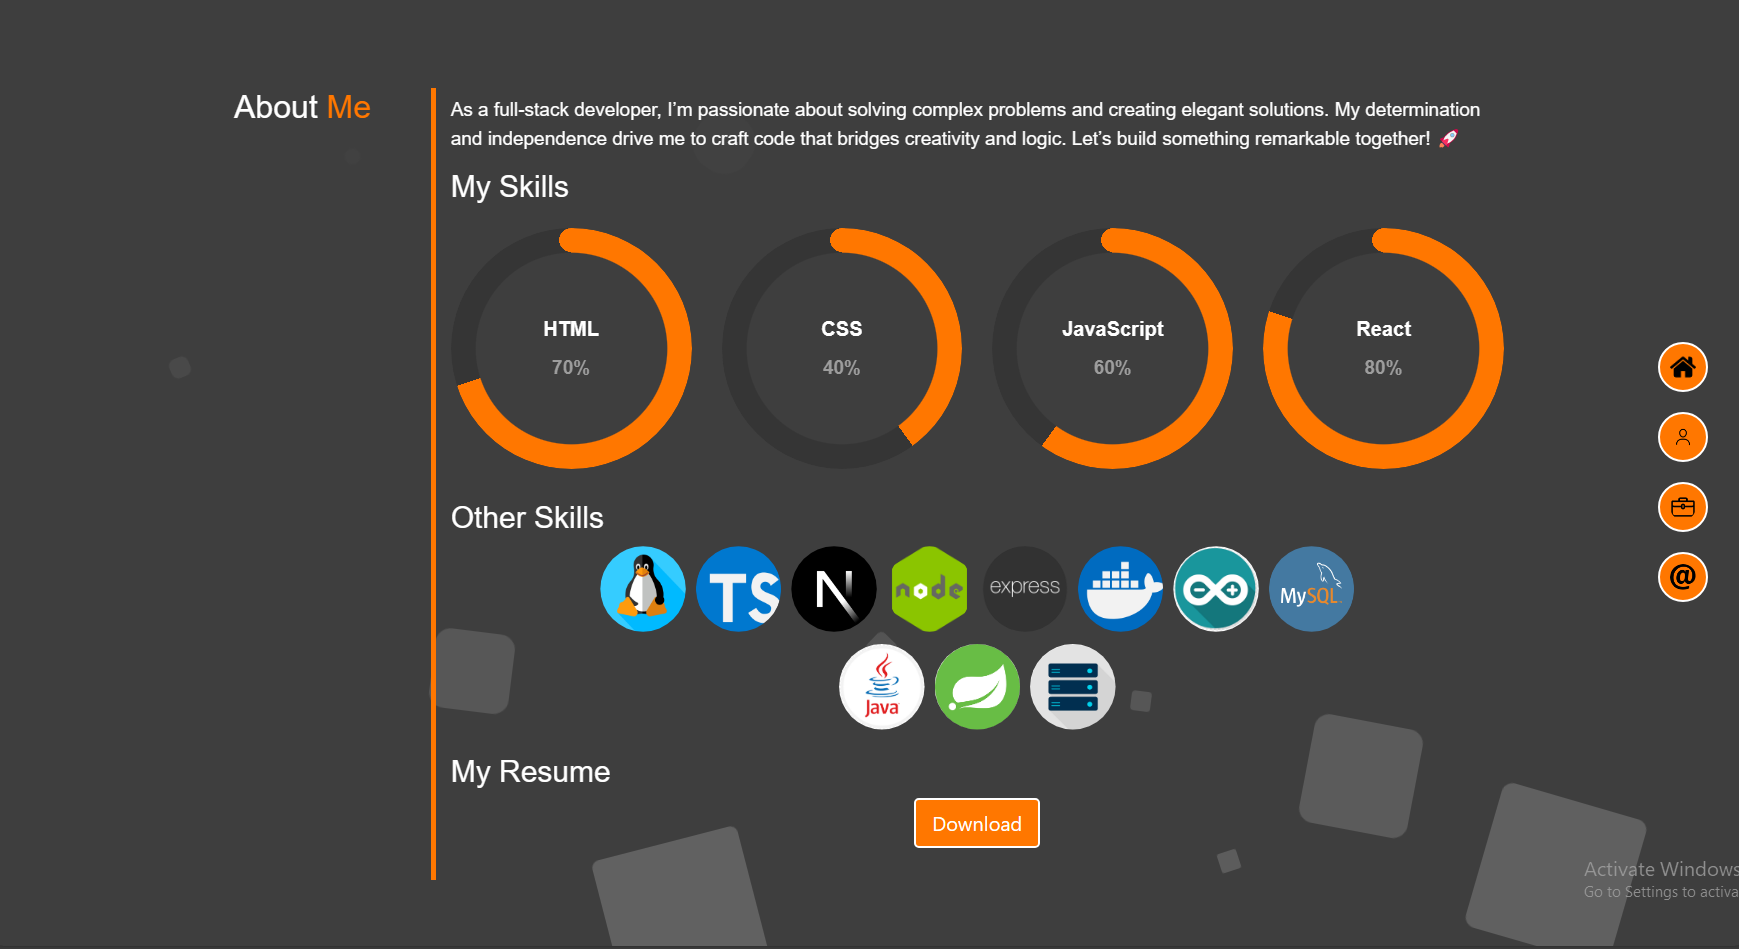 About Me
As a full-stack developer, I’m passionate about solving complex problems and creating elegant solutions. My determination
and independence drive me to craft code that bridges creativity and logic. Let’s build something remarkable together! 🚀
My Skills
HTML
70%
CSS
40%
JavaScript
60%
React
80%
Other Skills
TS
N
node
express
MySQL
Java
My Resume
Download
Activate Windows
Go to Settings to activa